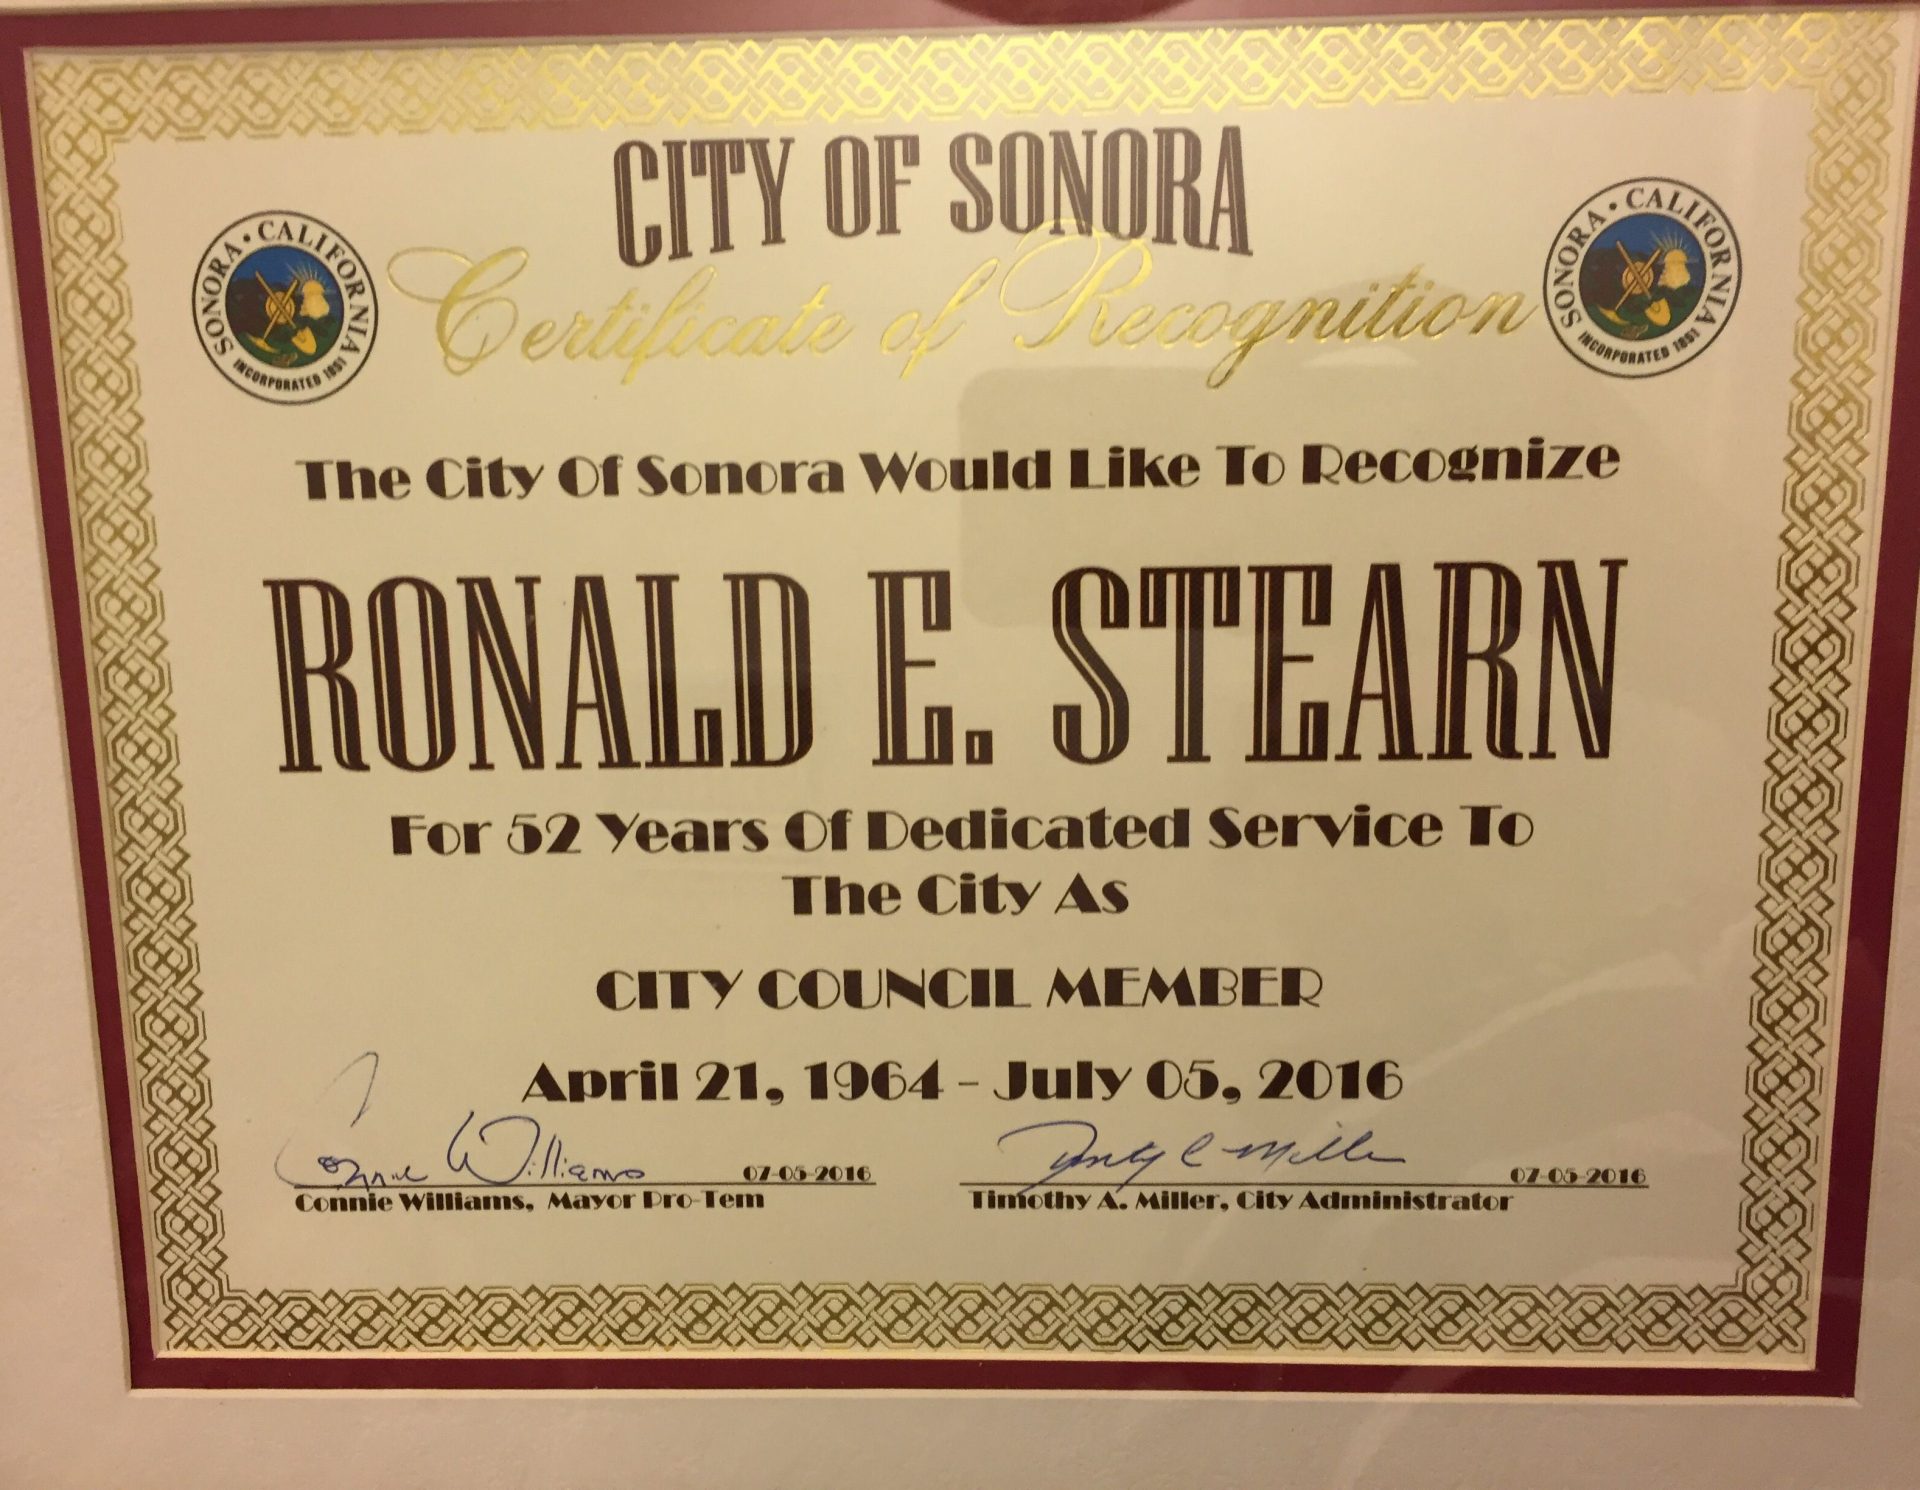 CITY OF SONORA
Certificate of Recognition
SONORA • CALIFORNIA
INCORPORATED 1851
SONORA • CALIFORNIA
INCORPORATED 1851
The City Of Sonora Would Like To Recognize
RONALD E. STEARN
For 52 Years Of Dedicated Service To
The City As
CITY COUNCIL MEMBER
April 21, 1964 - July 05, 2016
Connie Williams 07-05-2016
Connie Williams, Mayor Pro-Tem
07-05-2016
Timothy A. Miller, City Administrator